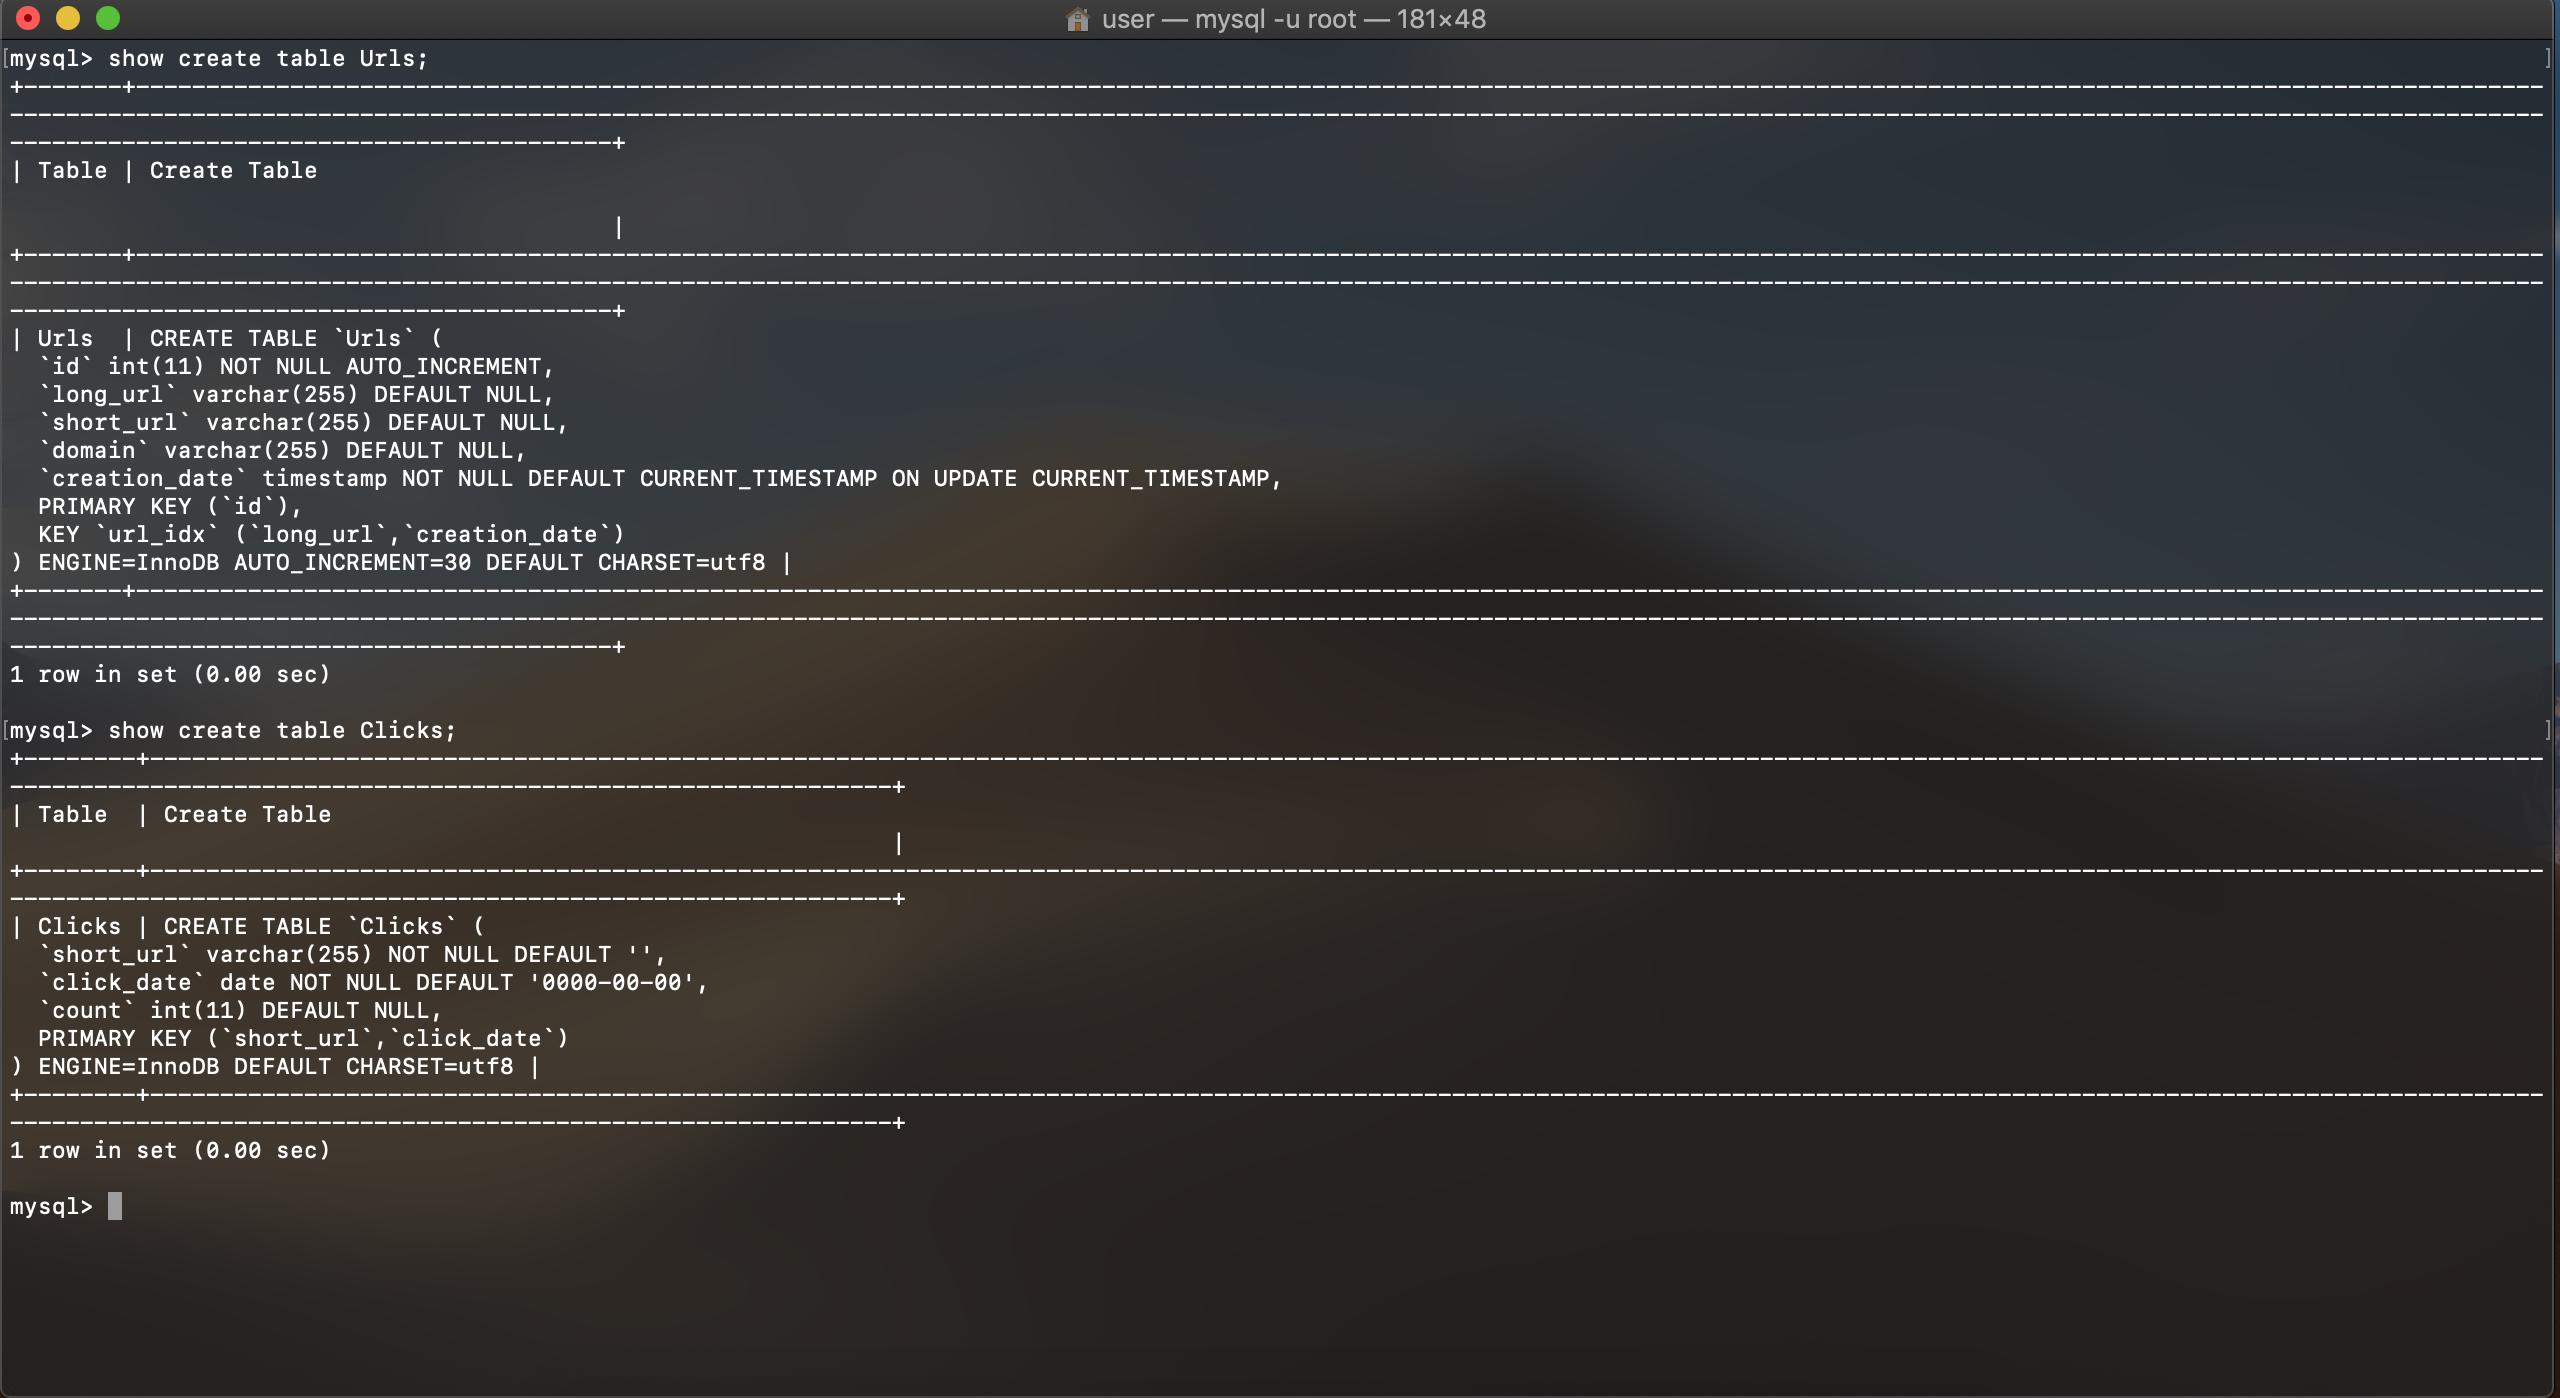 user — mysql -u root — 181×48
mysql> show create table Urls;
+-------+----------------------------------------------------------------------------------------------------------------------------------------------------------------------------
-------------------------------------------------------------------------------------------------------------------------------------------------------------------------------------
-------------------------------------------+
| Table | Create Table
|
+-------+----------------------------------------------------------------------------------------------------------------------------------------------------------------------------
-------------------------------------------------------------------------------------------------------------------------------------------------------------------------------------
-------------------------------------------+
| Urls  | CREATE TABLE `Urls` (
  `id` int(11) NOT NULL AUTO_INCREMENT,
  `long_url` varchar(255) DEFAULT NULL,
  `short_url` varchar(255) DEFAULT NULL,
  `domain` varchar(255) DEFAULT NULL,
  `creation_date` timestamp NOT NULL DEFAULT CURRENT_TIMESTAMP ON UPDATE CURRENT_TIMESTAMP,
  PRIMARY KEY (`id`),
  KEY `url_idx` (`long_url`,`creation_date`)
) ENGINE=InnoDB AUTO_INCREMENT=30 DEFAULT CHARSET=utf8 |
+-------+----------------------------------------------------------------------------------------------------------------------------------------------------------------------------
-------------------------------------------------------------------------------------------------------------------------------------------------------------------------------------
-------------------------------------------+
1 row in set (0.00 sec)
mysql> show create table Clicks;
+--------+---------------------------------------------------------------------------------------------------------------------------------------------------------------------------
---------------------------------------------------------------+
| Table  | Create Table
|
+--------+---------------------------------------------------------------------------------------------------------------------------------------------------------------------------
---------------------------------------------------------------+
| Clicks | CREATE TABLE `Clicks` (
  `short_url` varchar(255) NOT NULL DEFAULT '',
  `click_date` date NOT NULL DEFAULT '0000-00-00',
  `count` int(11) DEFAULT NULL,
  PRIMARY KEY (`short_url`,`click_date`)
) ENGINE=InnoDB DEFAULT CHARSET=utf8 |
+--------+---------------------------------------------------------------------------------------------------------------------------------------------------------------------------
---------------------------------------------------------------+
1 row in set (0.00 sec)
mysql>